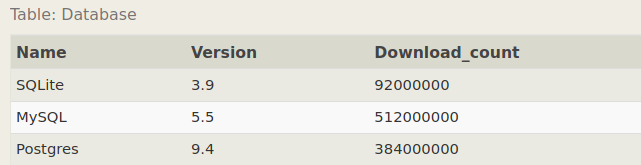 Table: Database
Name Version Download_count
SQLite 3.9 92000000
MySQL 5.5 512000000
Postgres 9.4 384000000